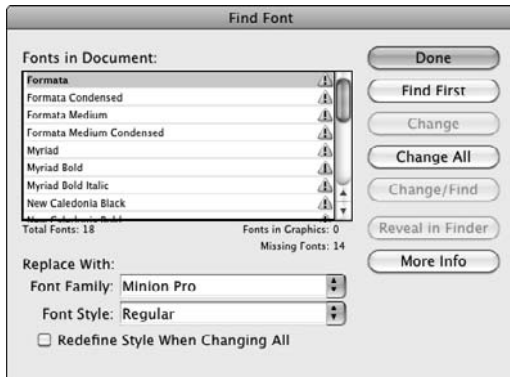 Find Font
Fonts in Document:
Formata
Formata Condensed
Formata Medium
Formata Medium Condensed
Myriad
Myriad Bold
Myriad Bold Italic
New Caledonia Black
Total Fonts: 18
Fonts in Graphics: 0
Missing Fonts: 14
Replace With:
Font Family: Minion Pro
Font Style: Regular
Redefine Style When Changing All
Done
Find First
Change
Change All
Change/Find
Reveal in Finder
More Info